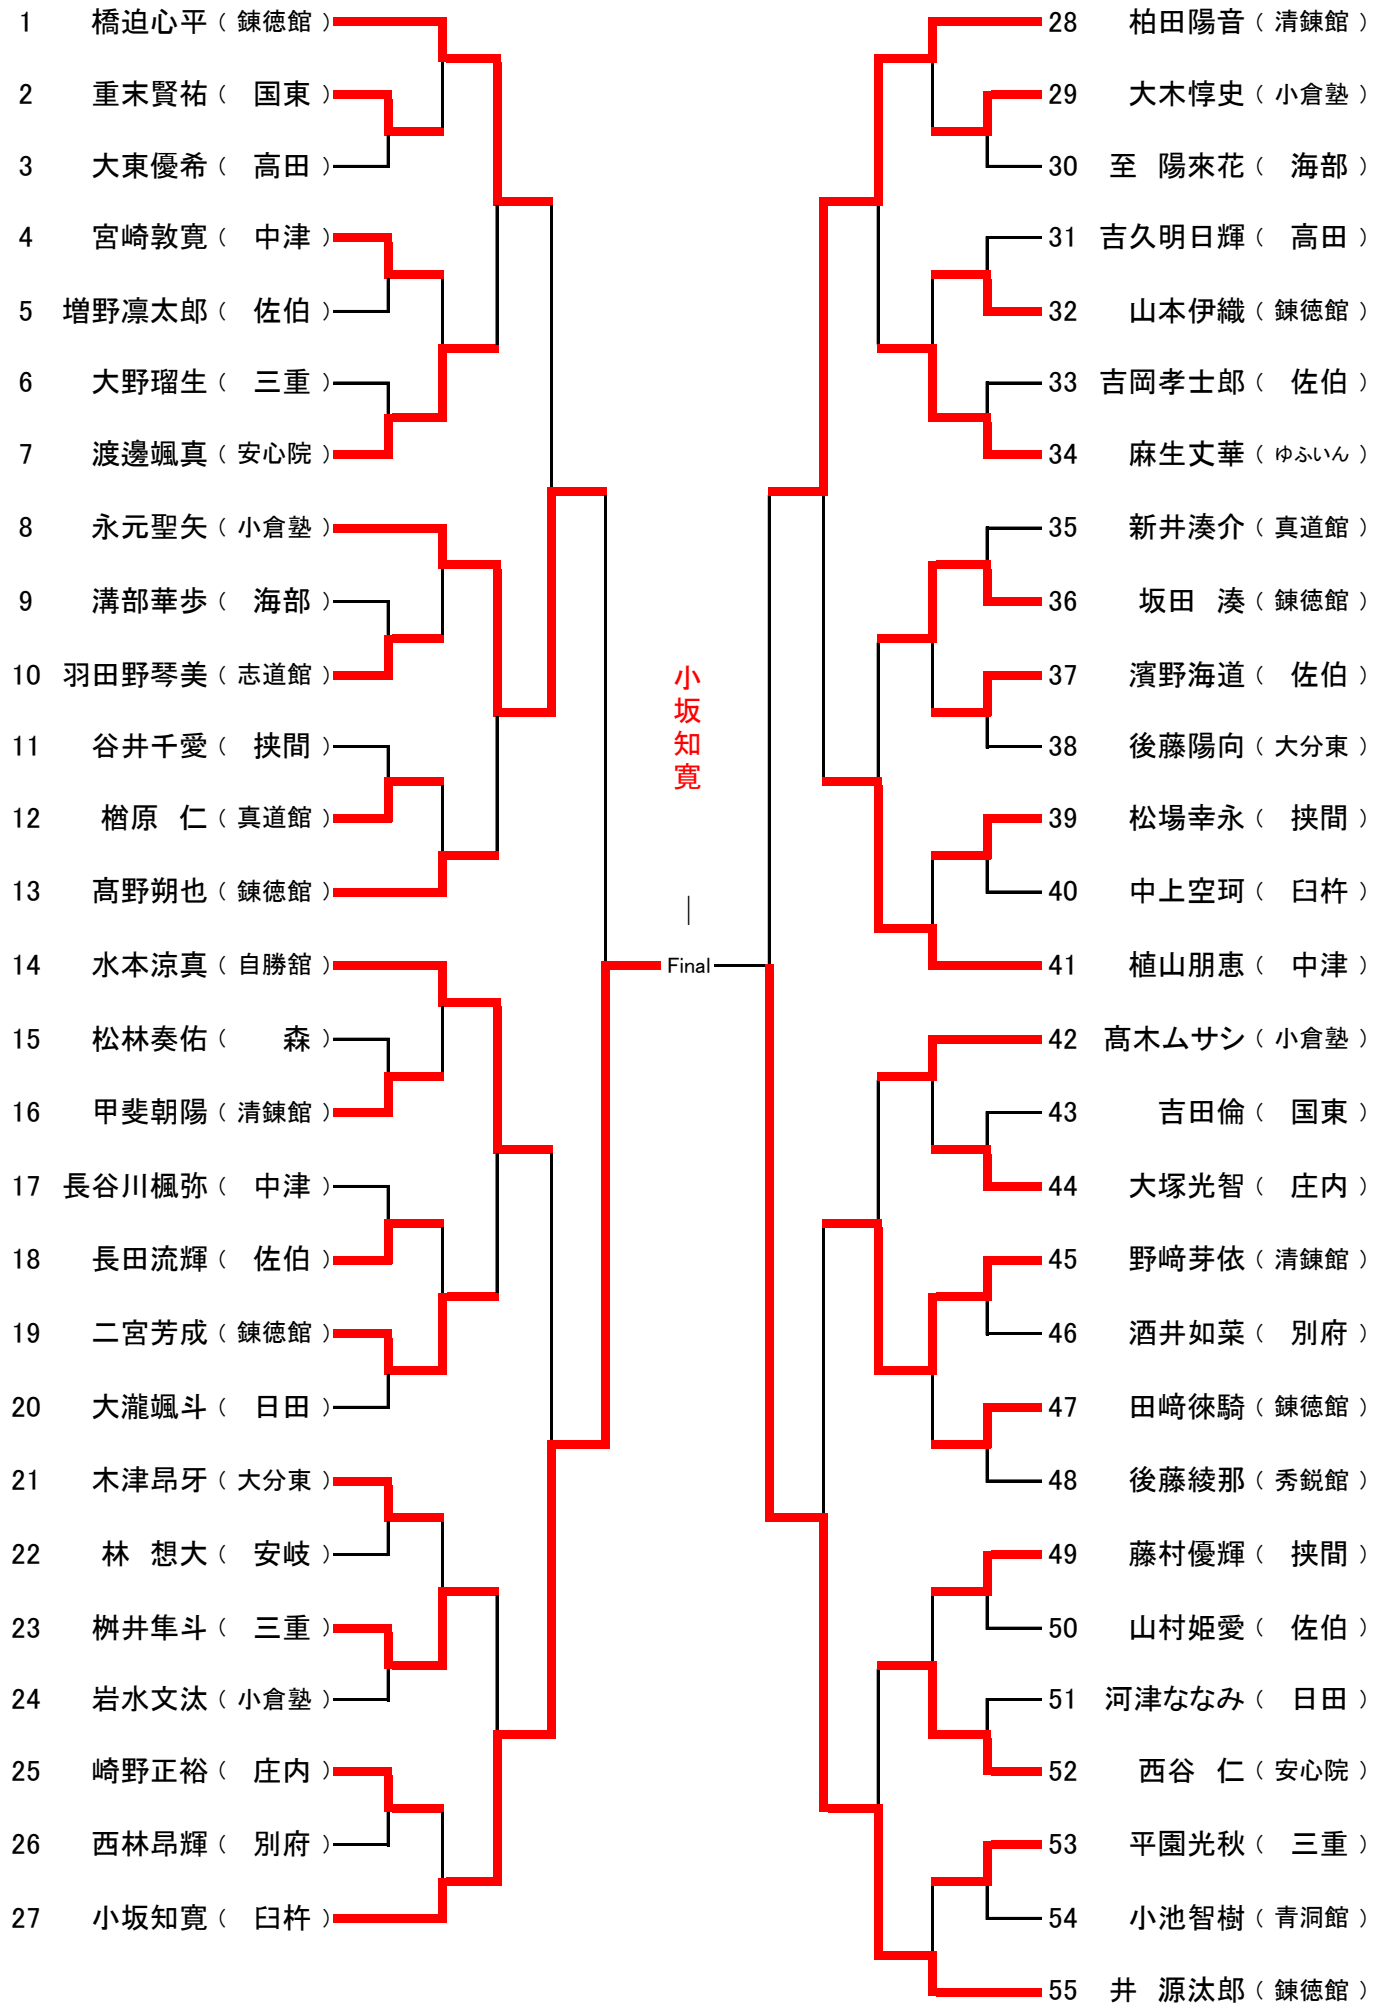 1 橋迫心平（ 錬徳館 ）
2 重末賢祐（ 国東 ）
3 大東優希（ 高田 ）
4 宮崎敦寛（ 中津 ）
5 増野凛太郎（ 佐伯 ）
6 大野瑠生（ 三重 ）
7 渡邊颯真（ 安心院 ）
8 永元聖矢（ 小倉塾 ）
9 溝部華歩（ 海部 ）
10 羽田野琴美（ 志道館 ）
11 谷井千愛（ 挾間 ）
12 楢原 仁（ 真道館 ）
13 髙野朔也（ 錬徳館 ）
14 水本涼真（ 自勝舘 ）
15 松林奏佑（ 森 ）
16 甲斐朝陽（ 清錬館 ）
17 長谷川楓弥（ 中津 ）
18 長田流輝（ 佐伯 ）
19 二宮芳成（ 錬徳館 ）
20 大瀧颯斗（ 日田 ）
21 木津昂牙（ 大分東 ）
22 林 想大（ 安岐 ）
23 桝井隼斗（ 三重 ）
24 岩水文汰（ 小倉塾 ）
25 崎野正裕（ 庄内 ）
26 西林昂輝（ 別府 ）
27 小坂知寛（ 臼杵 ）
小坂知寛
｜
Final
28 柏田陽音（ 清錬館 ）
29 大木惇史（ 小倉塾 ）
30 至 陽來花（ 海部 ）
31 吉久明日輝（ 高田 ）
32 山本伊織（ 錬徳館 ）
33 吉岡孝士郎（ 佐伯 ）
34 麻生丈華（ ゆふいん ）
35 新井湊介（ 真道館 ）
36 坂田 湊（ 錬徳館 ）
37 濱野海道（ 佐伯 ）
38 後藤陽向（ 大分東 ）
39 松場幸永（ 挾間 ）
40 中上空珂（ 臼杵 ）
41 植山朋恵（ 中津 ）
42 髙木ムサシ（ 小倉塾 ）
43 吉田倫（ 国東 ）
44 大塚光智（ 庄内 ）
45 野﨑芽依（ 清錬館 ）
46 酒井如菜（ 別府 ）
47 田﨑徠騎（ 錬徳館 ）
48 後藤綾那（ 秀鋭館 ）
49 藤村優輝（ 挾間 ）
50 山村姫愛（ 佐伯 ）
51 河津ななみ（ 日田 ）
52 西谷 仁（ 安心院 ）
53 平園光秋（ 三重 ）
54 小池智樹（ 青洞館 ）
55 井 源汰郎（ 錬徳館 ）